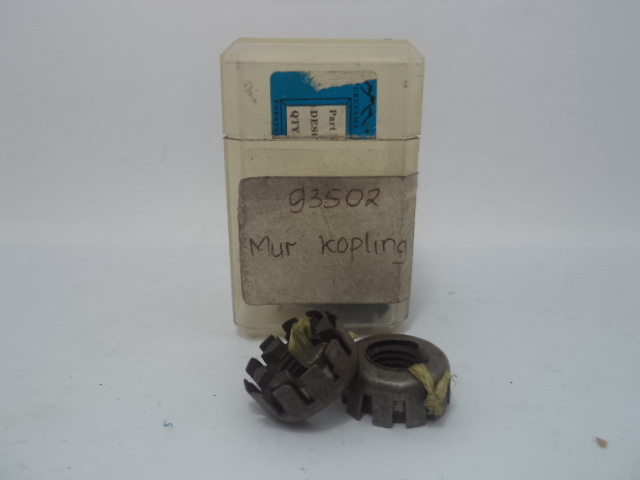 Part
DESC
QTY
93502
Mur kopling